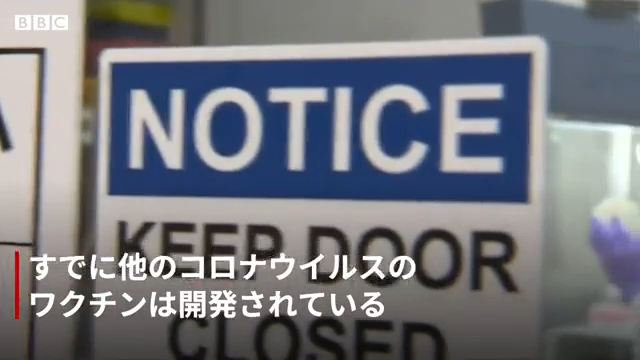 BBC
NOTICE
KEEP DOOR
CLOSED
すでに他のコロナウイルスの
ワクチンは開発されている